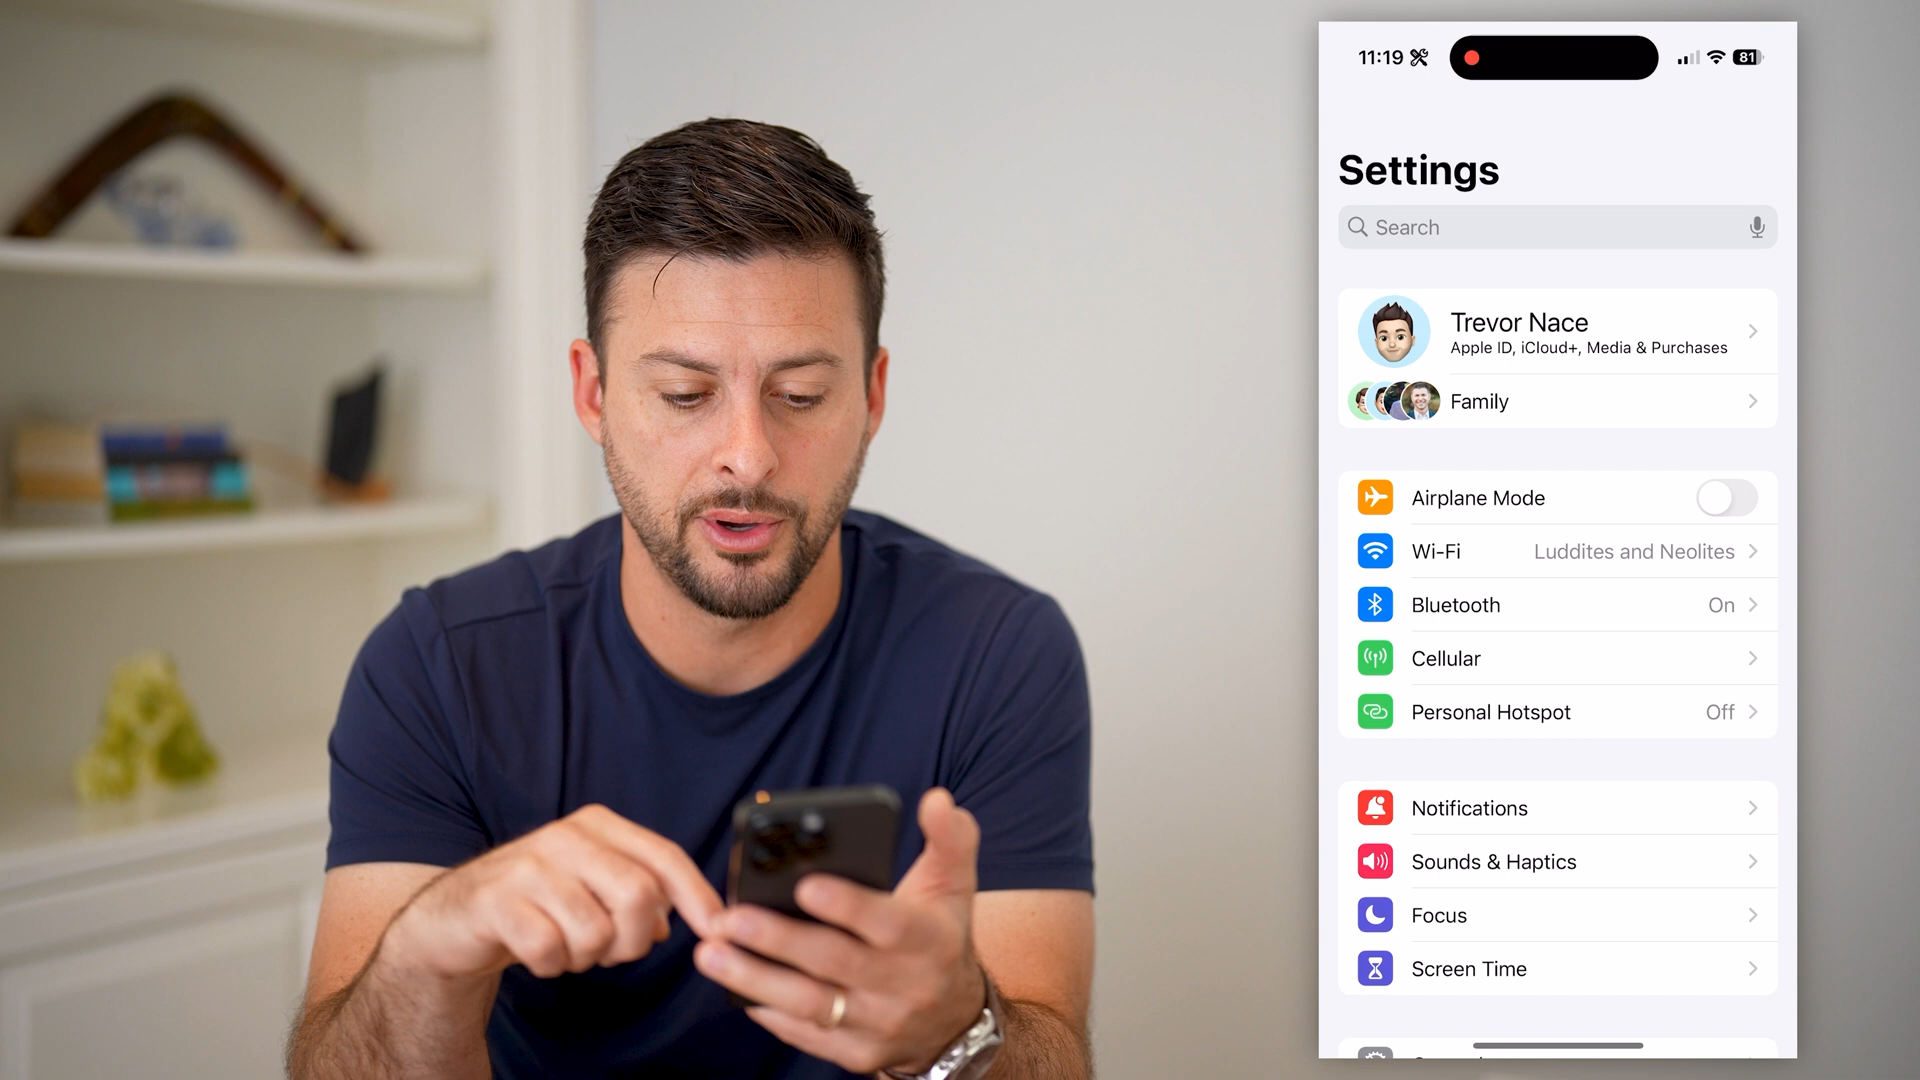 11:19
81
Settings
Search
Trevor Nace
Apple ID, iCloud+, Media & Purchases
Family
Airplane Mode
Wi-Fi Luddites and Neolites
Bluetooth On
Cellular
Personal Hotspot Off
Notifications
Sounds & Haptics
Focus
Screen Time